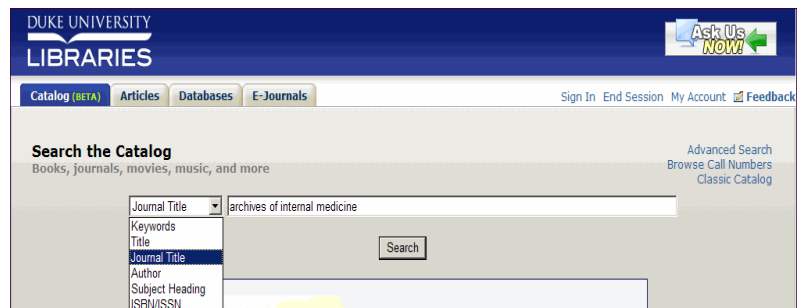 DUKE UNIVERSITY
LIBRARIES
Ask Us
NOW!
Catalog (BETA) Articles Databases E-Journals
Sign In End Session My Account Feedback
Search the Catalog
Books, journals, movies, music, and more
Advanced Search
Browse Call Numbers
Classic Catalog
Journal Title archives of internal medicine
Keywords
Title
Journal Title
Author
Subject Heading
ISBN/ISSN
Search